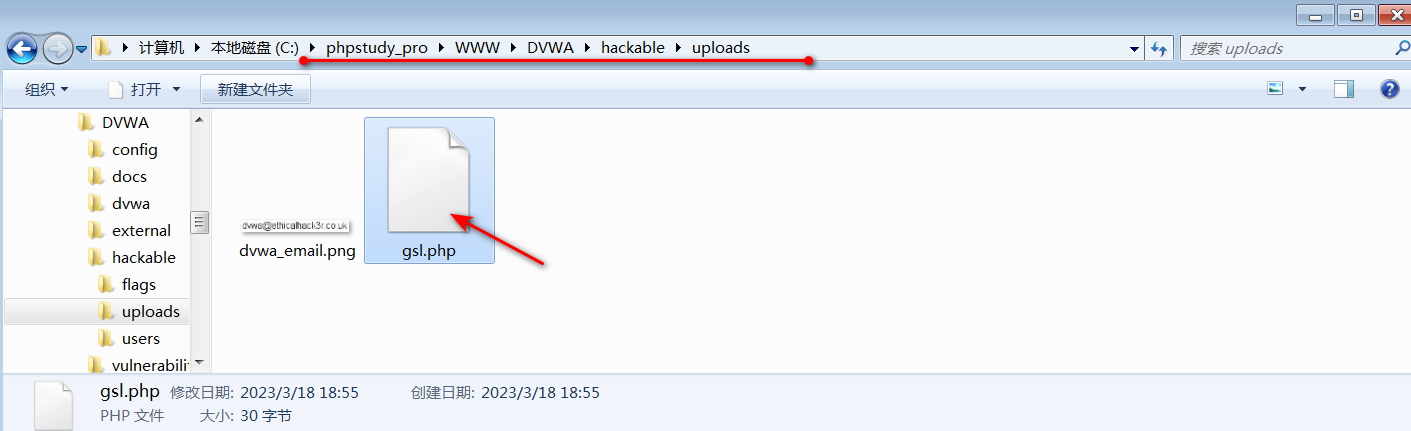 计算机 本地磁盘 (C:) phpstudy_pro WWW DVWA hackable uploads 搜索 uploads
组织 打开 新建文件夹
DVWA
config
docs
dvwa
external
hackable
flags
uploads
users
vulnerabili
dvwa@ethicalhack3r.co.uk
dvwa_email.png gsl.php
gsl.php 修改日期: 2023/3/18 18:55 创建日期: 2023/3/18 18:55
PHP 文件 大小: 30 字节